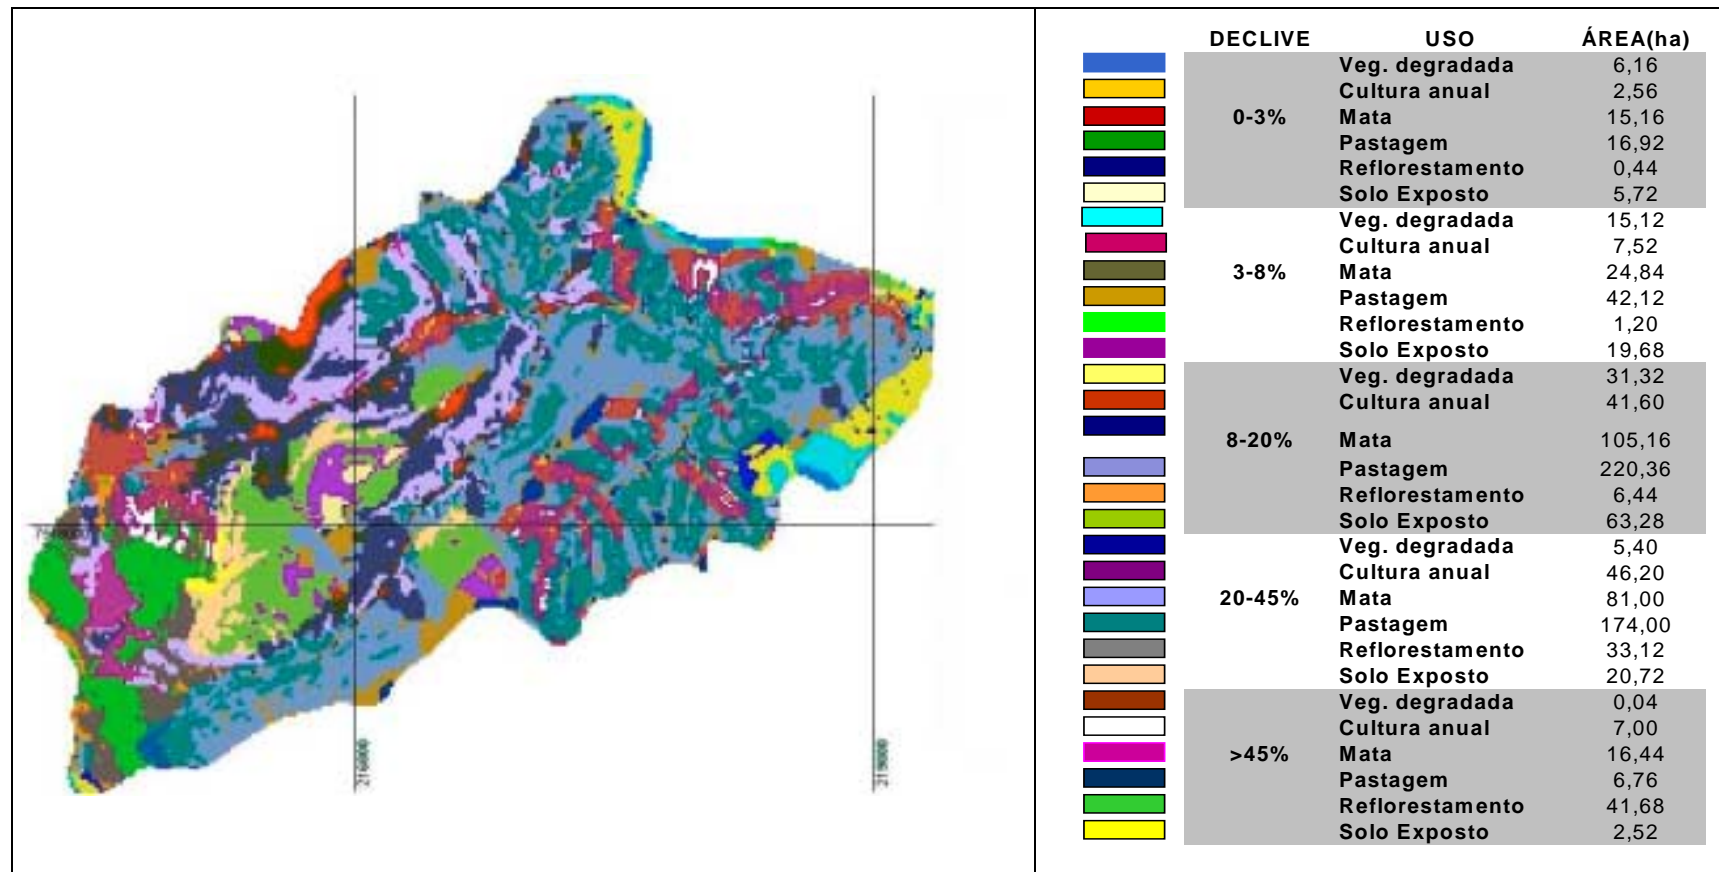 DECLIVE USO ÁREA(ha)
Veg. degradada 6,16
Cultura anual 2,56
0-3% Mata 15,16
Pastagem 16,92
Reflorestamento 0,44
Solo Exposto 5,72
Veg. degradada 15,12
Cultura anual 7,52
3-8% Mata 24,84
Pastagem 42,12
Reflorestamento 1,20
Solo Exposto 19,68
Veg. degradada 31,32
Cultura anual 41,60
8-20% Mata 105,16
Pastagem 220,36
Reflorestamento 6,44
Solo Exposto 63,28
Veg. degradada 5,40
Cultura anual 46,20
20-45% Mata 81,00
Pastagem 174,00
Reflorestamento 33,12
Solo Exposto 20,72
Veg. degradada 0,04
Cultura anual 7,00
>45% Mata 16,44
Pastagem 6,76
Reflorestamento 41,68
Solo Exposto 2,52
216000
219000